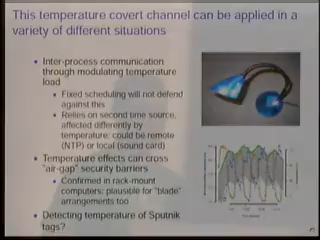 This temperature covert channel can be applied in a
variety of different situations
Inter-process communication
through modulating temperature
load
Fixed scheduling will not defend
against this
Relies on second time source,
affected differently by
temperature: could be remote
(NTP) or local (sound card)
Temperature effects can cross
"air-gap" security barriers
Confirmed in rack-mount
computers; plausible for "blade"
arrangements too
Detecting temperature of Sputnik
tags?